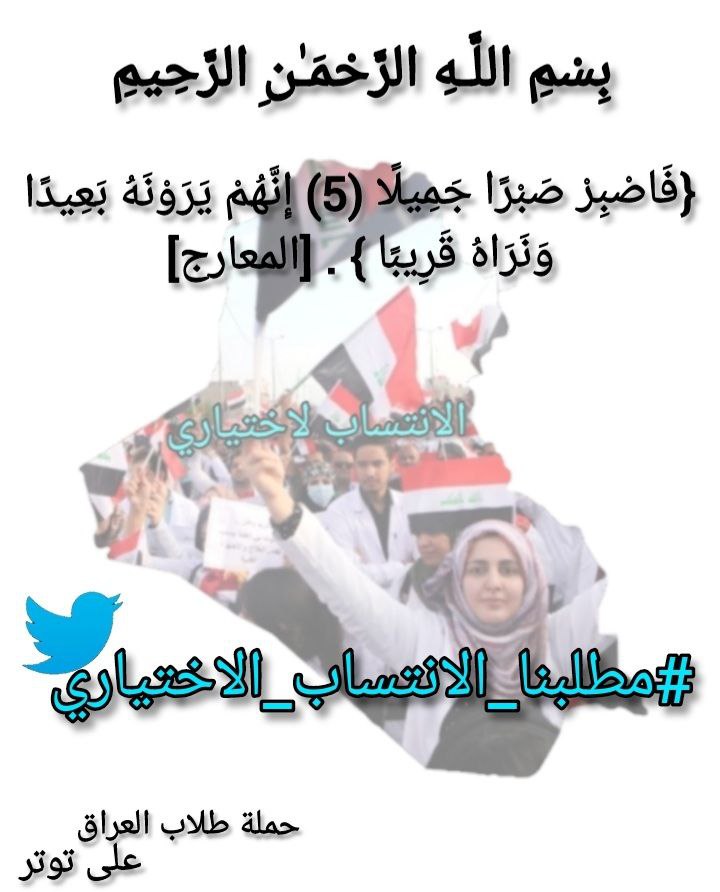 بِسْمِ اللَّـهِ الرَّحْمَـٰنِ الرَّحِيمِ
{فَاصْبِرْ صَبْرًا جَمِيلًا (5) إِنَّهُمْ يَرَوْنَهُ بَعِيدًا
وَنَرَاهُ قَرِيبًا } . [المعارج]
الانتساب لاختياري
#مطلبنا_الانتساب_الاختياري
حملة طلاب العراق
على توتر